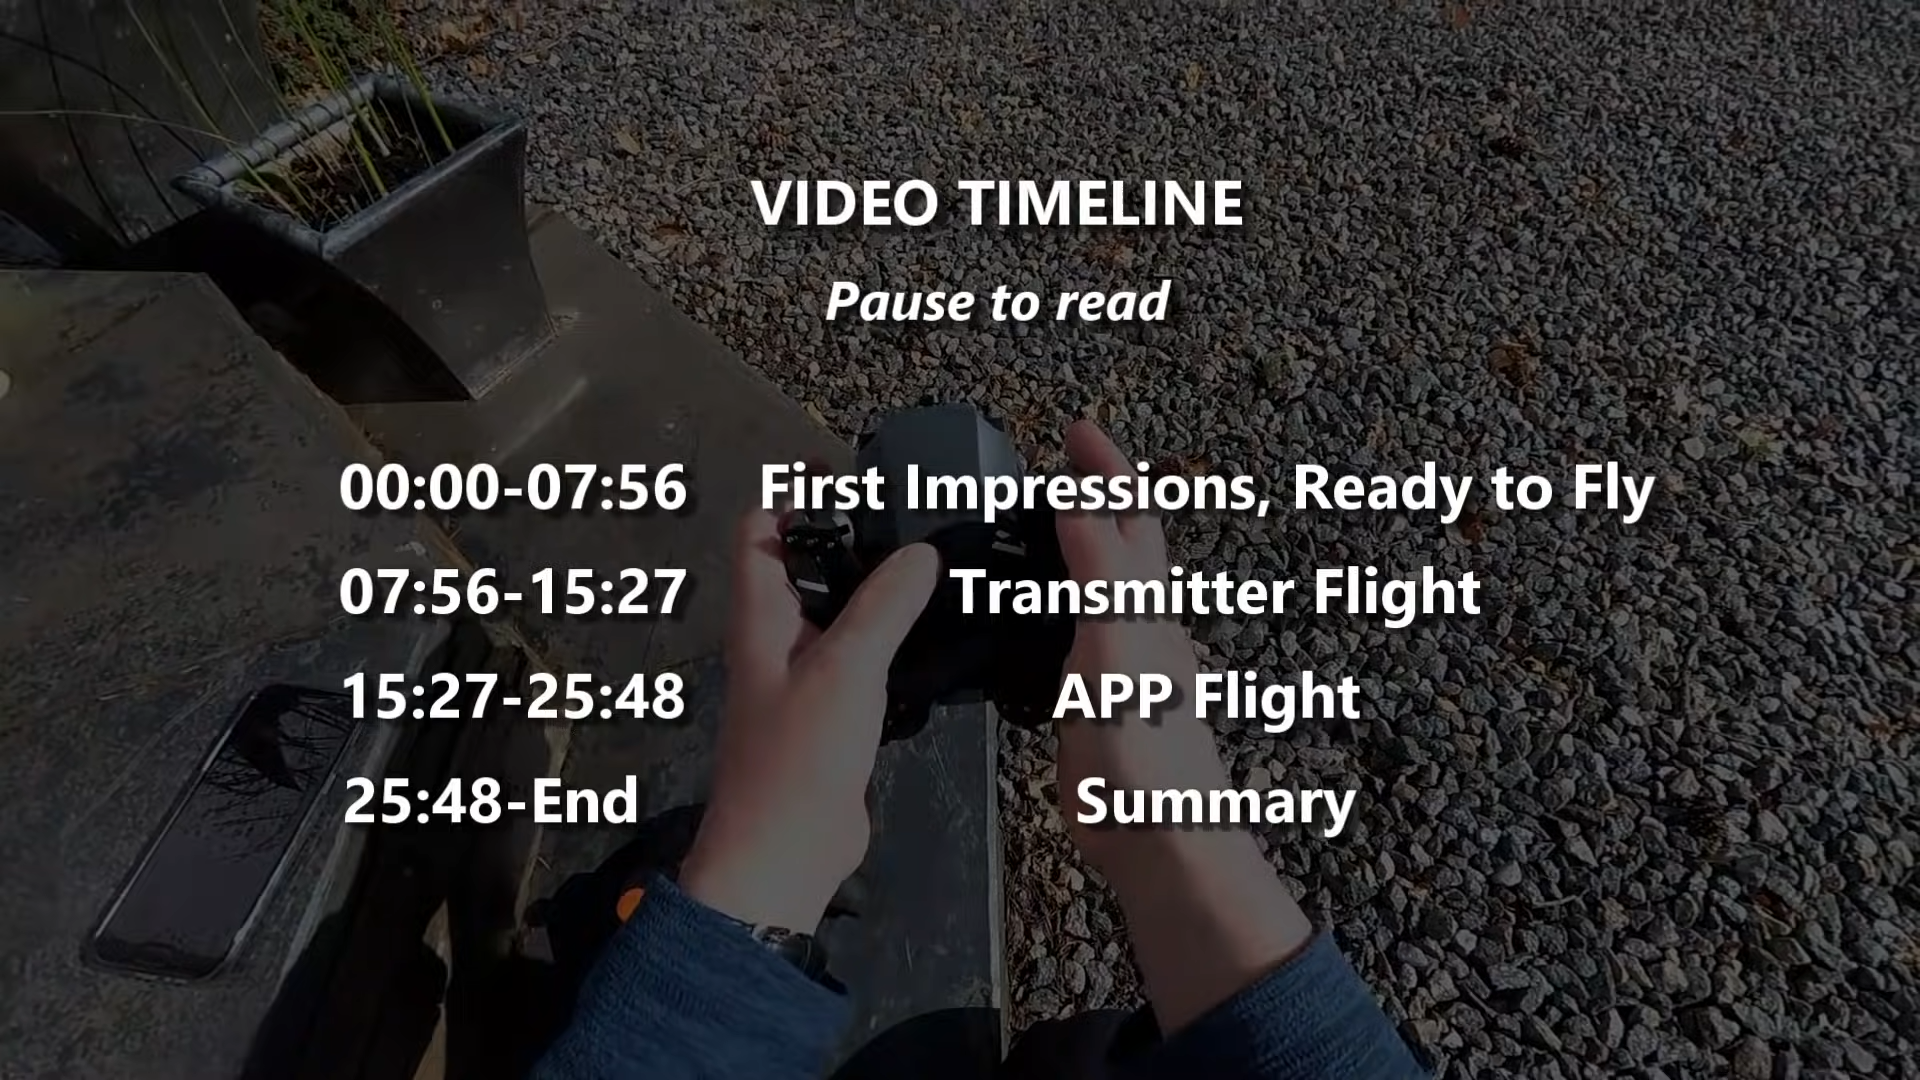 VIDEO TIMELINE
Pause to read
00:00-07:56 First Impressions, Ready to Fly
07:56-15:27 Transmitter Flight
15:27-25:48 APP Flight
25:48-End Summary